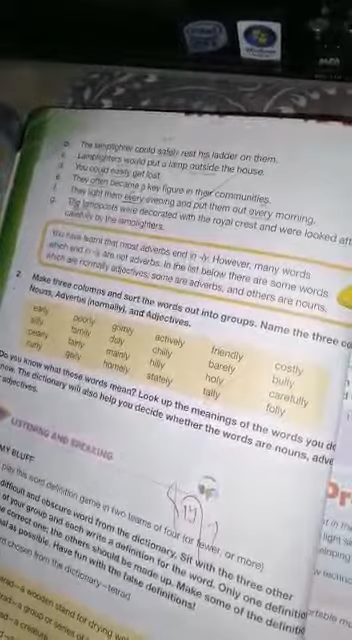 b. The lamplighter could safely rest his ladder on them.
c. Lamplighters would put a lamp outside the house.
d. You could easily get lost.
e. They often became a key figure in their communities.
f. They light them every evening and put them out every morning.
g. The lampposts were decorated with the royal crest and were looked aft
carefully by the lamplighters.
You have learnt that most adverbs end in -ly. However, many words
which end in -ly are not adverbs. In the list below there are some words
which are normally adjectives, some are adverbs, and others are nouns.
2 Make three columns and sort the words out into groups. Name the three co
Nouns, Adverbs (normally), and Adjectives.
early poorly grimly actively friendly costly
silly family duly chilly barely bully
clearly fairly manly hilly holy carefully
curly gaily homely stately tally folly
Do you know what these words mean? Look up the meanings of the words you do
now. The dictionary will also help you decide whether the words are nouns, adve
adjectives.
LISTENING AND SPEAKING
MY BLUFF
play this word definition game in two teams of four (or fewer, or more)
difficult and obscure word from the dictionary. Sit with the three other
of your group and each write a definition for the word. Only one definitio
e correct one; the others should be made up. Make some of the definitio
al as possible. Have fun with the false definitions!
chosen from the dictionary—tetrad
a wooden stand for drying wet
a group or series of
a creature